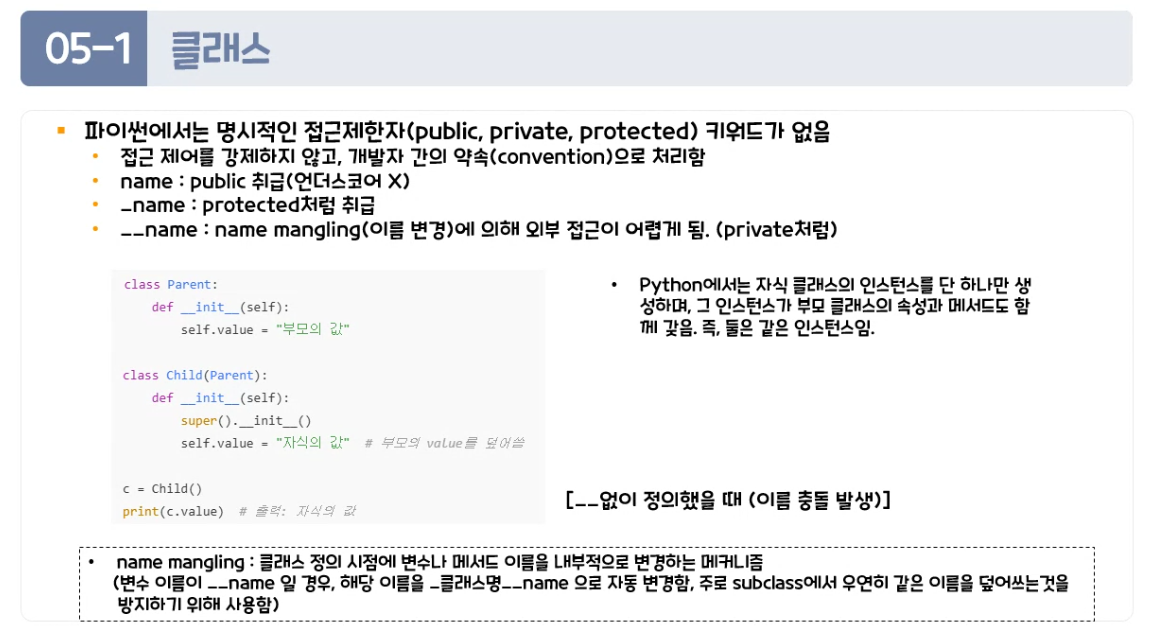 05-1 클래스
파이썬에서는 명시적인 접근제한자(public, private, protected) 키워드가 없음
접근 제어를 강제하지 않고, 개발자 간의 약속(convention)으로 처리함
name : public 취급(언더스코어 X)
_name : protected처럼 취급
__name : name mangling(이름 변경)에 의해 외부 접근이 어렵게 됨. (private처럼)
class Parent:
    def __init__(self):
        self.value = "부모의 값"
class Child(Parent):
    def __init__(self):
        super().__init__()
        self.value = "자식의 값"  # 부모의 value를 덮어씀
c = Child()
print(c.value)  # 출력: 자식의 값
• Python에서는 자식 클래스의 인스턴스를 단 하나만 생
성하며, 그 인스턴스가 부모 클래스의 속성과 메서드도 함
께 갖음. 즉, 둘은 같은 인스턴스임.
[__없이 정의했을 때 (이름 충돌 발생)]
• name mangling : 클래스 정의 시점에 변수나 메서드 이름을 내부적으로 변경하는 메커니즘
(변수 이름이 __name 일 경우, 해당 이름을 _클래스명__name 으로 자동 변경함, 주로 subclass에서 우연히 같은 이름을 덮어쓰는것을
방지하기 위해 사용함)